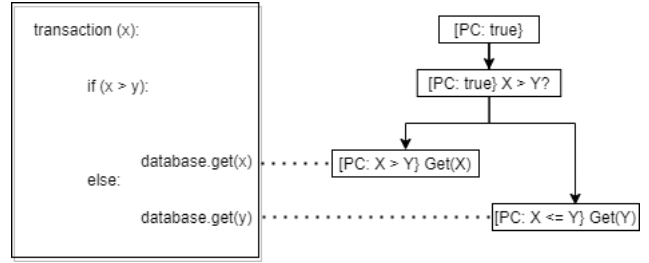 transaction (x):
if (x > y):
database.get(x)
else:
database.get(y)
[PC: true}
[PC: true} X > Y?
[PC: X > Y} Get(X)
[PC: X <= Y} Get(Y)